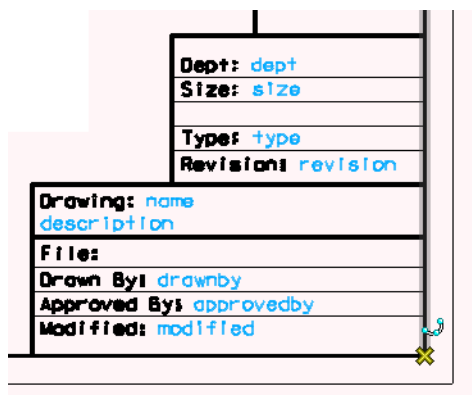 Dept: dept
Size: size
Type: type
Revision: revision
Drawing: name
description
File:
Drawn By: drawnby
Approved By: approvedby
Modified: modified